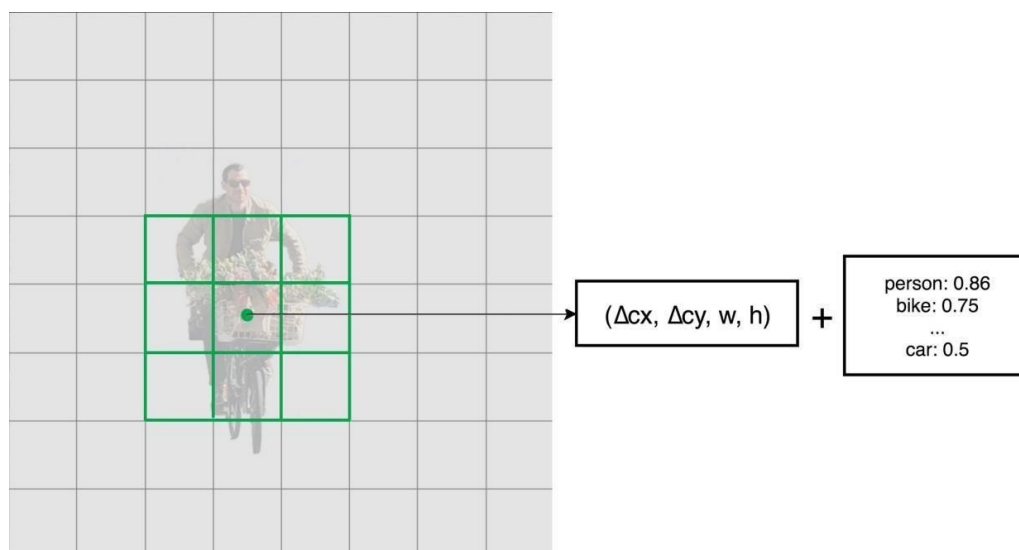 (Δcx, Δcy, w, h)
+
person: 0.86
bike: 0.75
...
car: 0.5